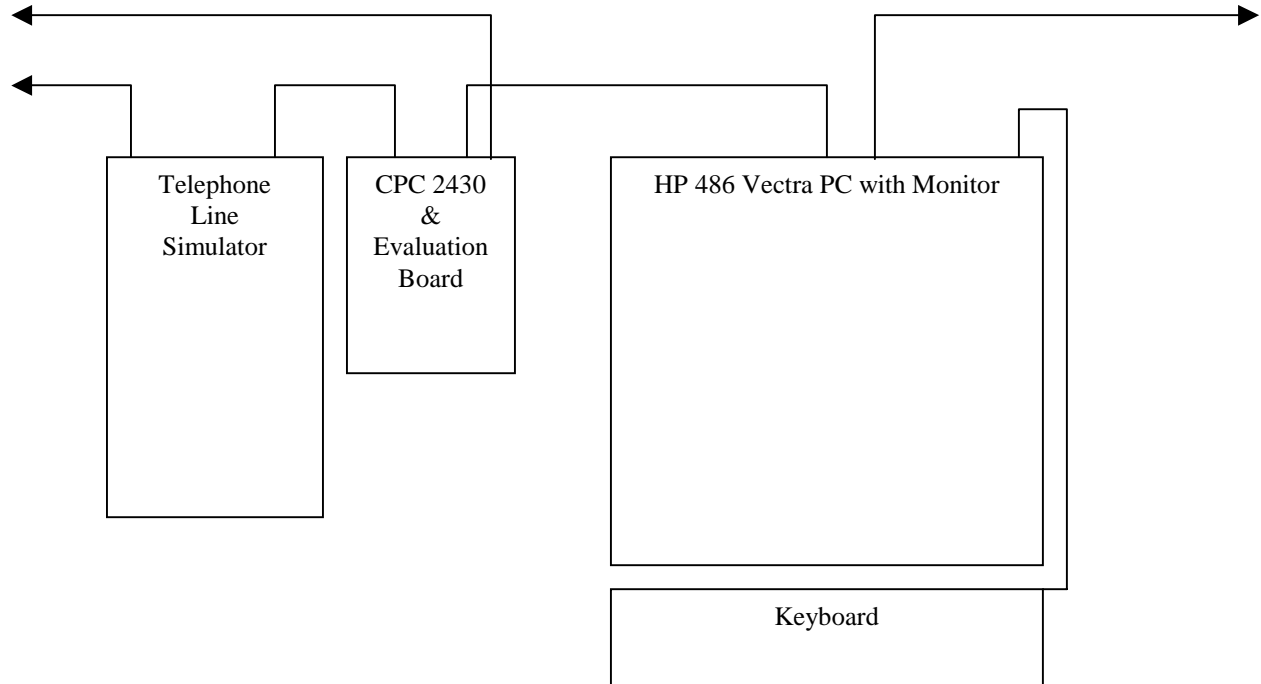 Telephone
Line
Simulator
CPC 2430
&
Evaluation
Board
HP 486 Vectra PC with Monitor
Keyboard